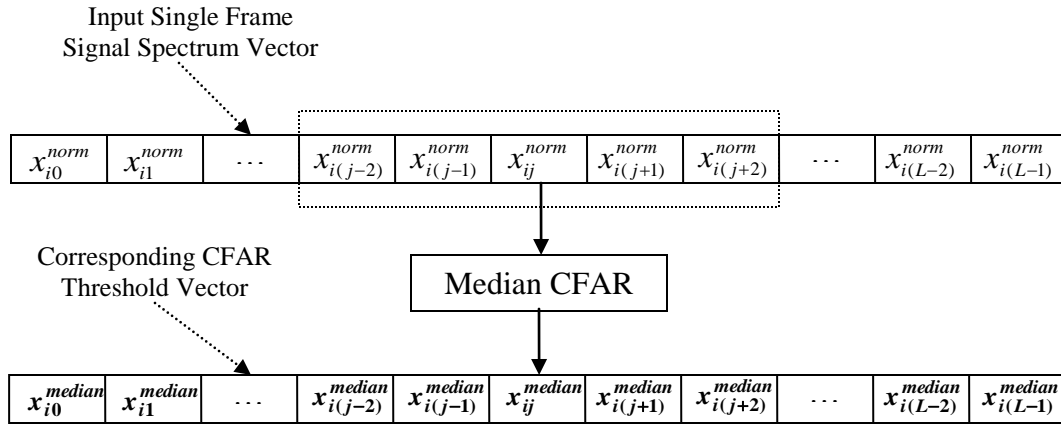 Input Single Frame
Signal Spectrum Vector
x_{i0}^{norm} x_{i1}^{norm} ... x_{i(j-2)}^{norm} x_{i(j-1)}^{norm} x_{ij}^{norm} x_{i(j+1)}^{norm} x_{i(j+2)}^{norm} ... x_{i(L-2)}^{norm} x_{i(L-1)}^{norm}
Corresponding CFAR
Threshold Vector
Median CFAR
x_{i0}^{median} x_{i1}^{median} ... x_{i(j-2)}^{median} x_{i(j-1)}^{median} x_{ij}^{median} x_{i(j+1)}^{median} x_{i(j+2)}^{median} ... x_{i(L-2)}^{median} x_{i(L-1)}^{median}